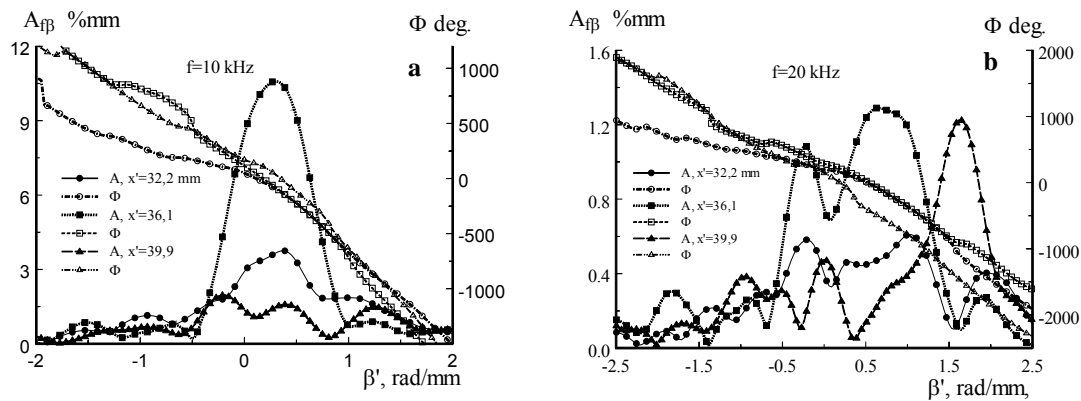 A_fβ %mm
Φ deg.
12
9
6
3
0
1000
500
0
-500
-1000
f=10 kHz
a
A, x'=32,2 mm
Φ
A, x'=36,1
Φ
A, x'=39,9
Φ
-2
-1
0
1
2
β', rad/mm
A_fβ %mm
Φ deg.
1.6
1.2
0.8
0.4
0.0
2000
1000
0
-1000
-2000
f=20 kHz
b
A, x'=32,2 mm
Φ
A, x'=36,1
Φ
A, x'=39,9
Φ
-2.5
-1.5
-0.5
0.5
1.5
2.5
β', rad/mm,